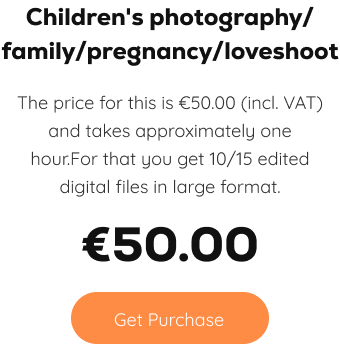 Children's photography/
family/pregnancy/loveshoot
The price for this is €50.00 (incl. VAT)
and takes approximately one
hour.For that you get 10/15 edited
digital files in large format.
€50.00
Get Purchase